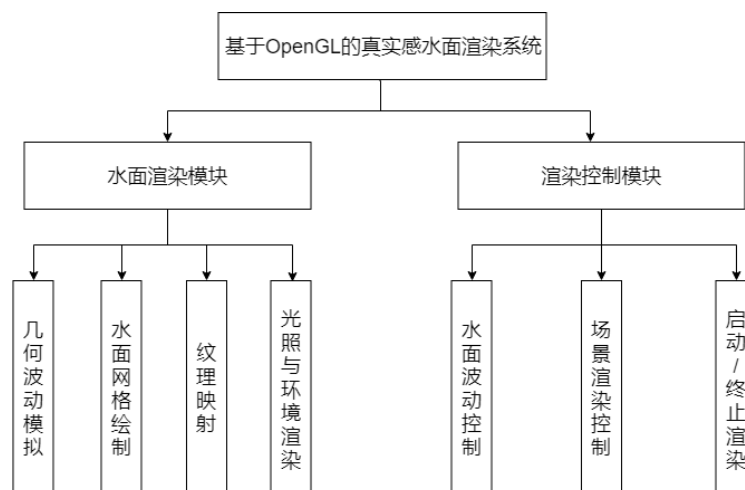 基于OpenGL的真实感水面渲染系统
水面渲染模块
渲染控制模块
几何波动模拟
水面网格绘制
纹理映射
光照与环境渲染
水面波动控制
场景渲染控制
启动/终止渲染